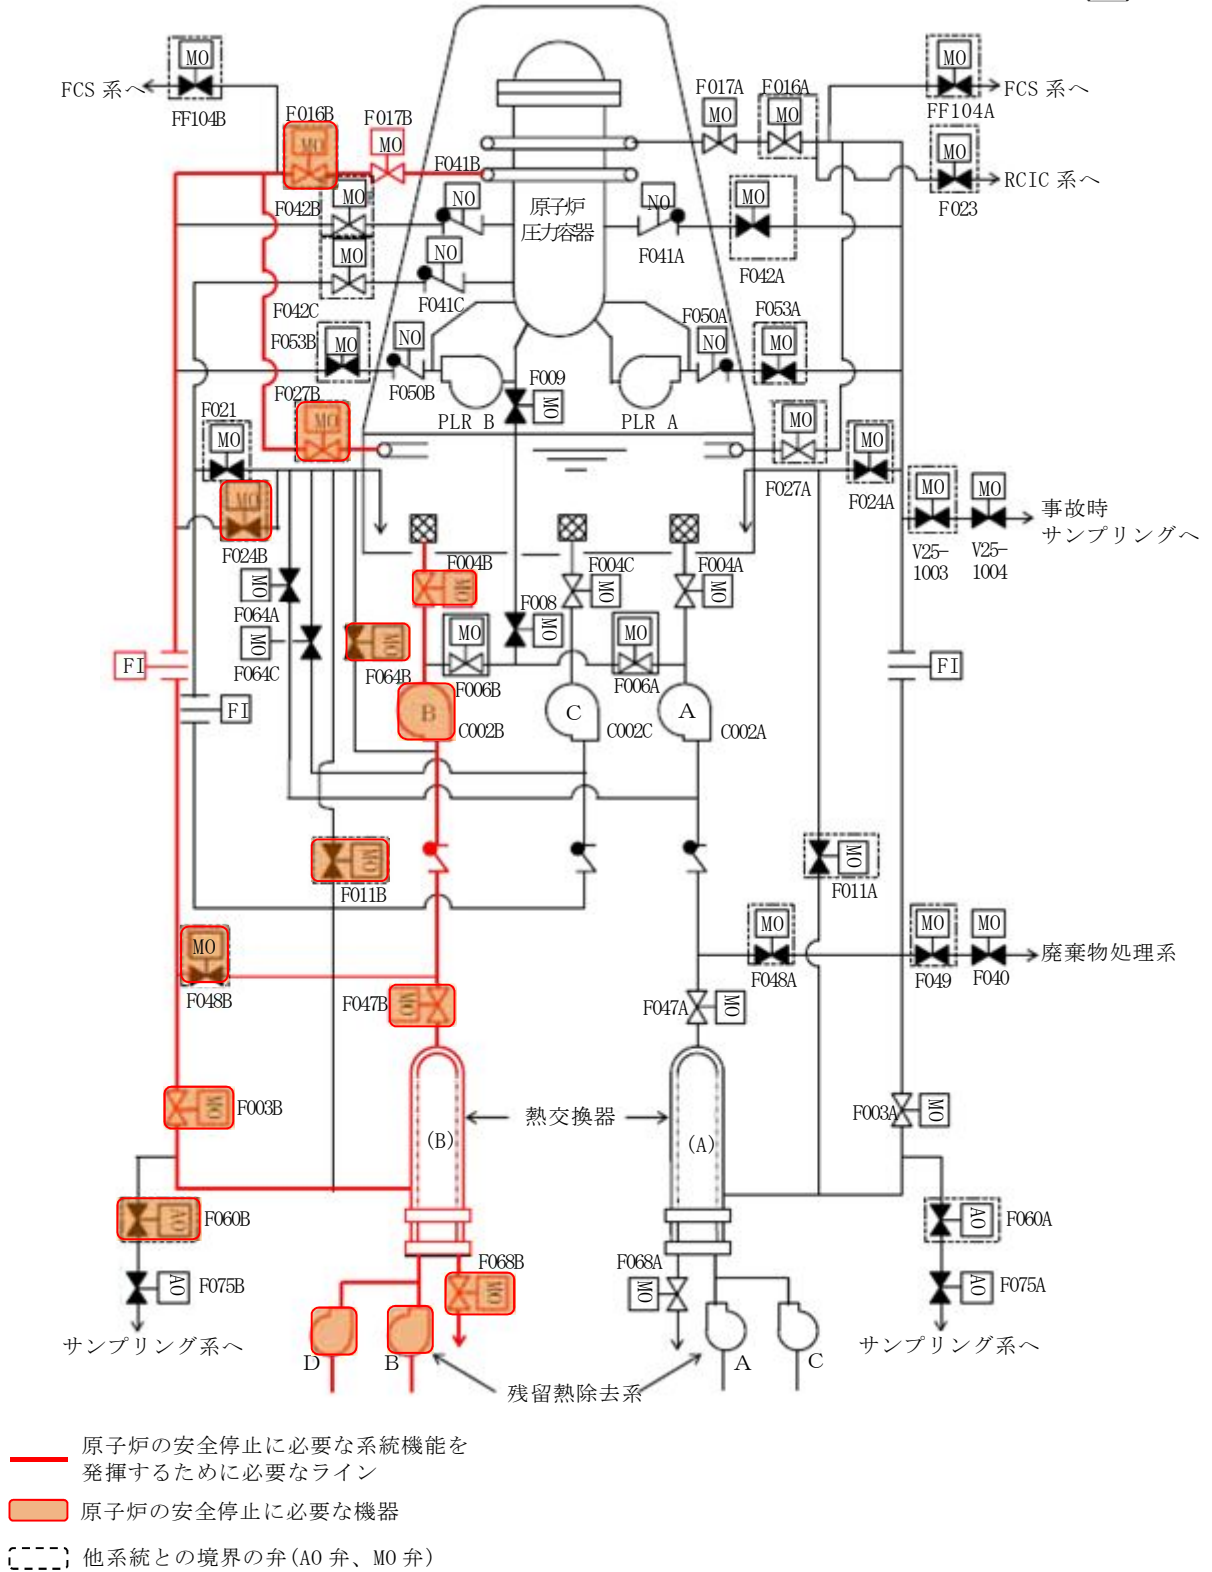 MO
MO
FCS 系へ
FCS 系へ
FF104B
FF104A
F017A
F016A
MO
MO
F016B
F017B
MO
MO
MO
RCIC 系へ
F041B
F023
F042B
MO
NO
原子炉
圧力容器
NO
MO
F041A
F042A
MO
NO
F042C
F041C
F050A
F053A
F053B
MO
NO
NO
MO
F050B
F009
MO
F027B
MO
PLR B
PLR A
F021
MO
MO
MO
F027A
F024A
MO
F024B
MO
MO
事故時
サンプリングへ
V25-
1003
V25-
1004
F004B
MO
F004C
MO
F004A
MO
MO
F064A
MO
F064C
F064B
MO
F006B
F008
MO
MO
F006A
FI
FI
FI
B
C002B
C
C002C
A
C002A
MO
F011B
MO
F011A
MO
F048B
MO
F048A
MO
F049
MO
F040
廃棄物処理系
F047B
MO
F047A
MO
MO
F003B
熱交換器
F003A
MO
(B)
(A)
AO
F060B
AO
F060A
AO
F075B
AO
F075A
F068B
MO
F068A
MO
サンプリング系へ
サンプリング系へ
D
B
A
C
残留熱除去系
原子炉の安全停止に必要な系統機能を
発揮するために必要なライン
原子炉の安全停止に必要な機器
他系統との境界の弁(AO 弁、MO 弁)